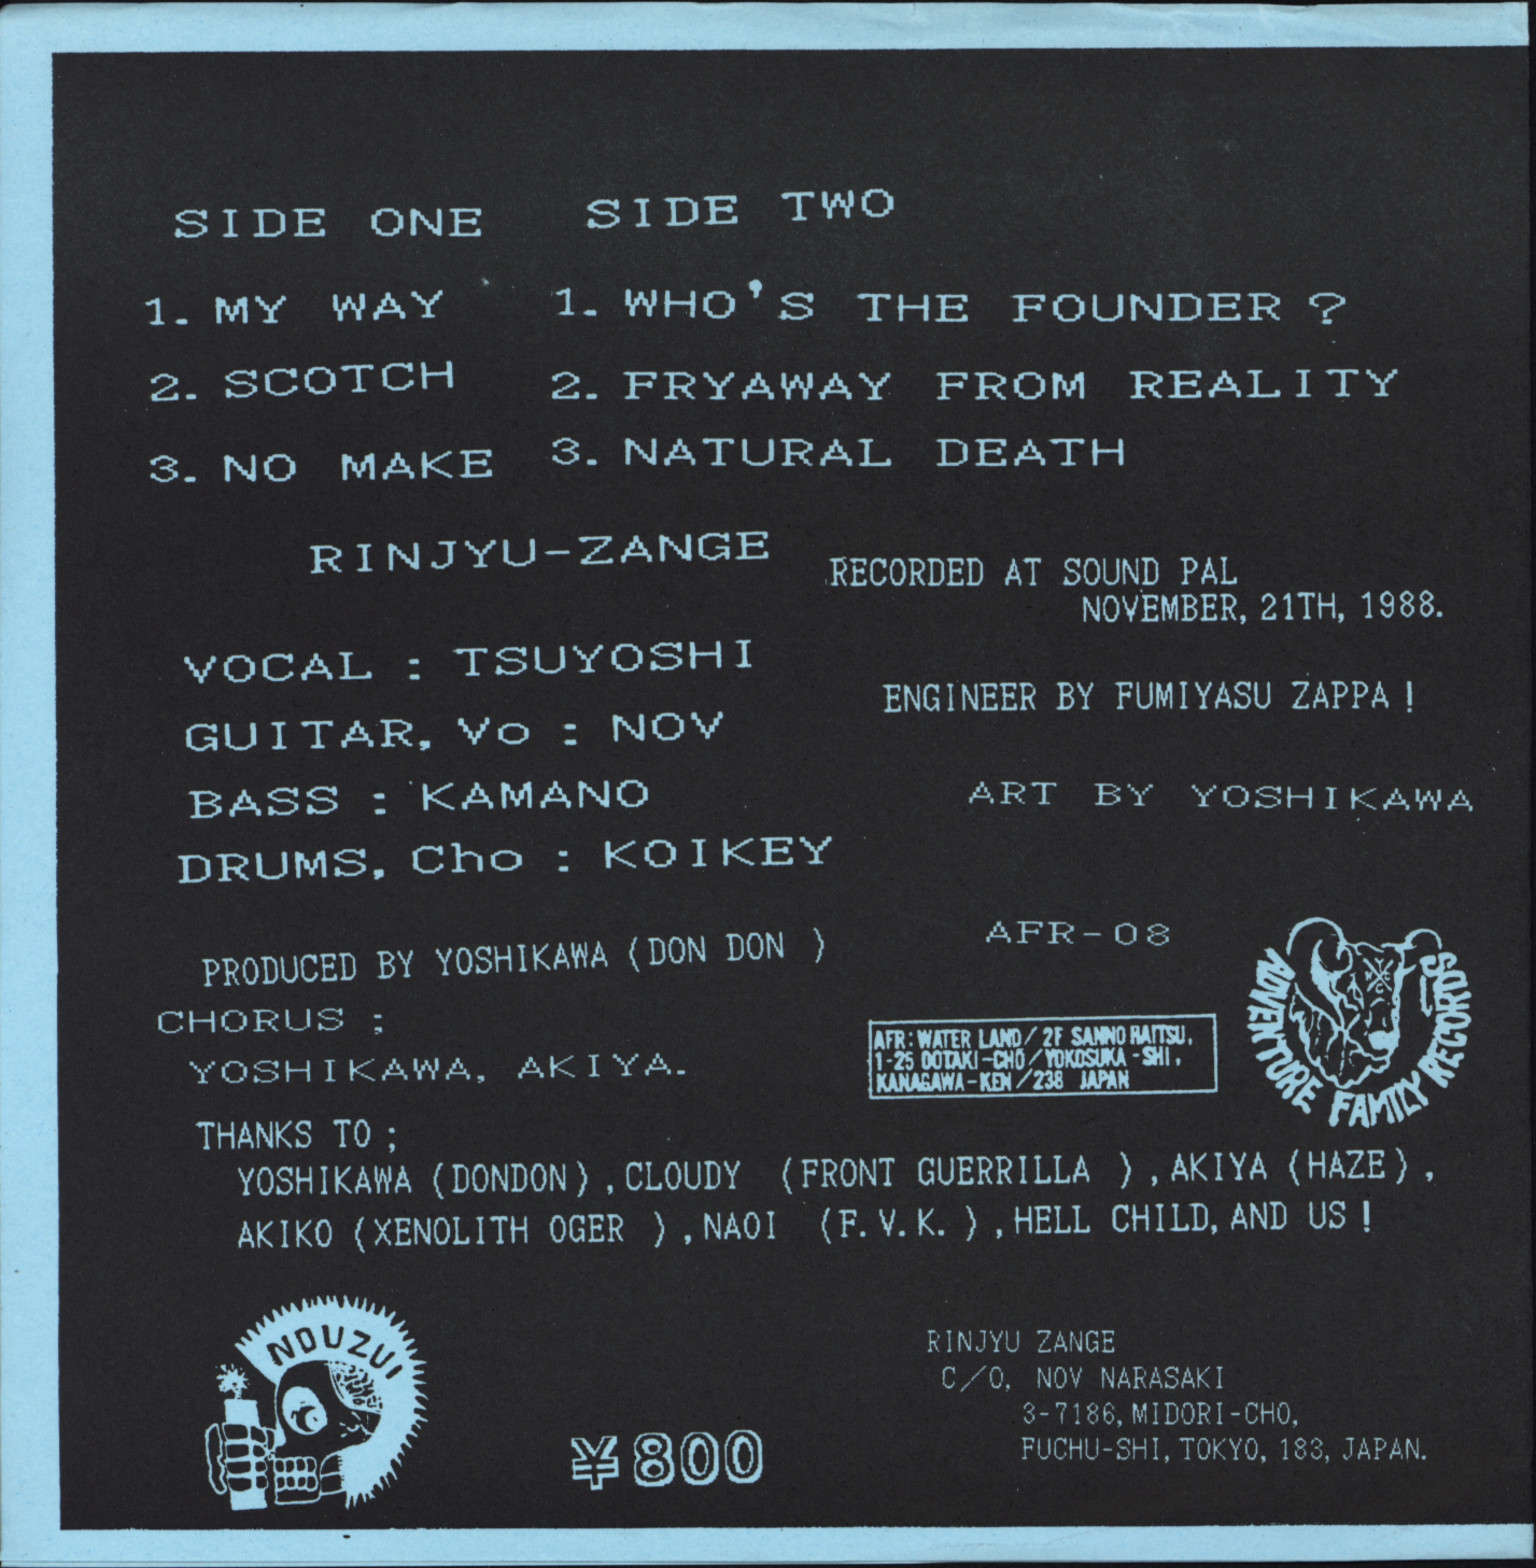 SIDE ONE
1. MY WAY
2. SCOTCH
3. NO MAKE
SIDE TWO
1. WHO'S THE FOUNDER ?
2. FRYAWAY FROM REALITY
3. NATURAL DEATH
RINJYU-ZANGE
VOCAL : TSUYOSHI
GUITAR, Vo : NOV
BASS : KAMANO
DRUMS, Cho : KOIKEY
RECORDED AT SOUND PAL
NOVEMBER, 21TH, 1988.
ENGINEER BY FUMIYASU ZAPPA !
ART BY YOSHIKAWA
PRODUCED BY YOSHIKAWA (DON DON )
CHORUS ;
YOSHIKAWA, AKIYA.
AFR-08
AFR: WATER LAND/2F SANNO HAITSU,
1-25 OOTAKI-CHO/YOKOSUKA-SHI,
KANAGAWA-KEN/238 JAPAN
ADVENTURE FAMILY RECORDS
THANKS TO ;
YOSHIKAWA (DONDON) , CLOUDY (FRONT GUERRILLA ) , AKIYA (HAZE) ,
AKIKO (XENOLITH OGER ) , NAOI (F. V. K. ) , HELL CHILD, AND US !
NOUZUI
¥800
RINJYU ZANGE
C/O, NOV NARASAKI
3-7186, MIDORI-CHO,
FUCHU-SHI, TOKYO, 183, JAPAN.